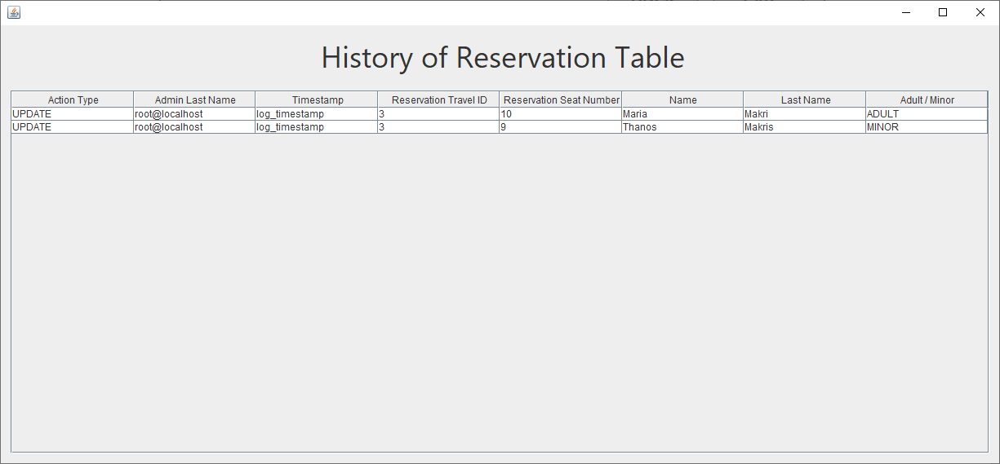 History of Reservation Table
Action Type Admin Last Name Timestamp Reservation Travel ID Reservation Seat Number Name Last Name Adult / Minor
UPDATE root@localhost log_timestamp 3 10 Maria Makri ADULT
UPDATE root@localhost log_timestamp 3 9 Thanos Makris MINOR